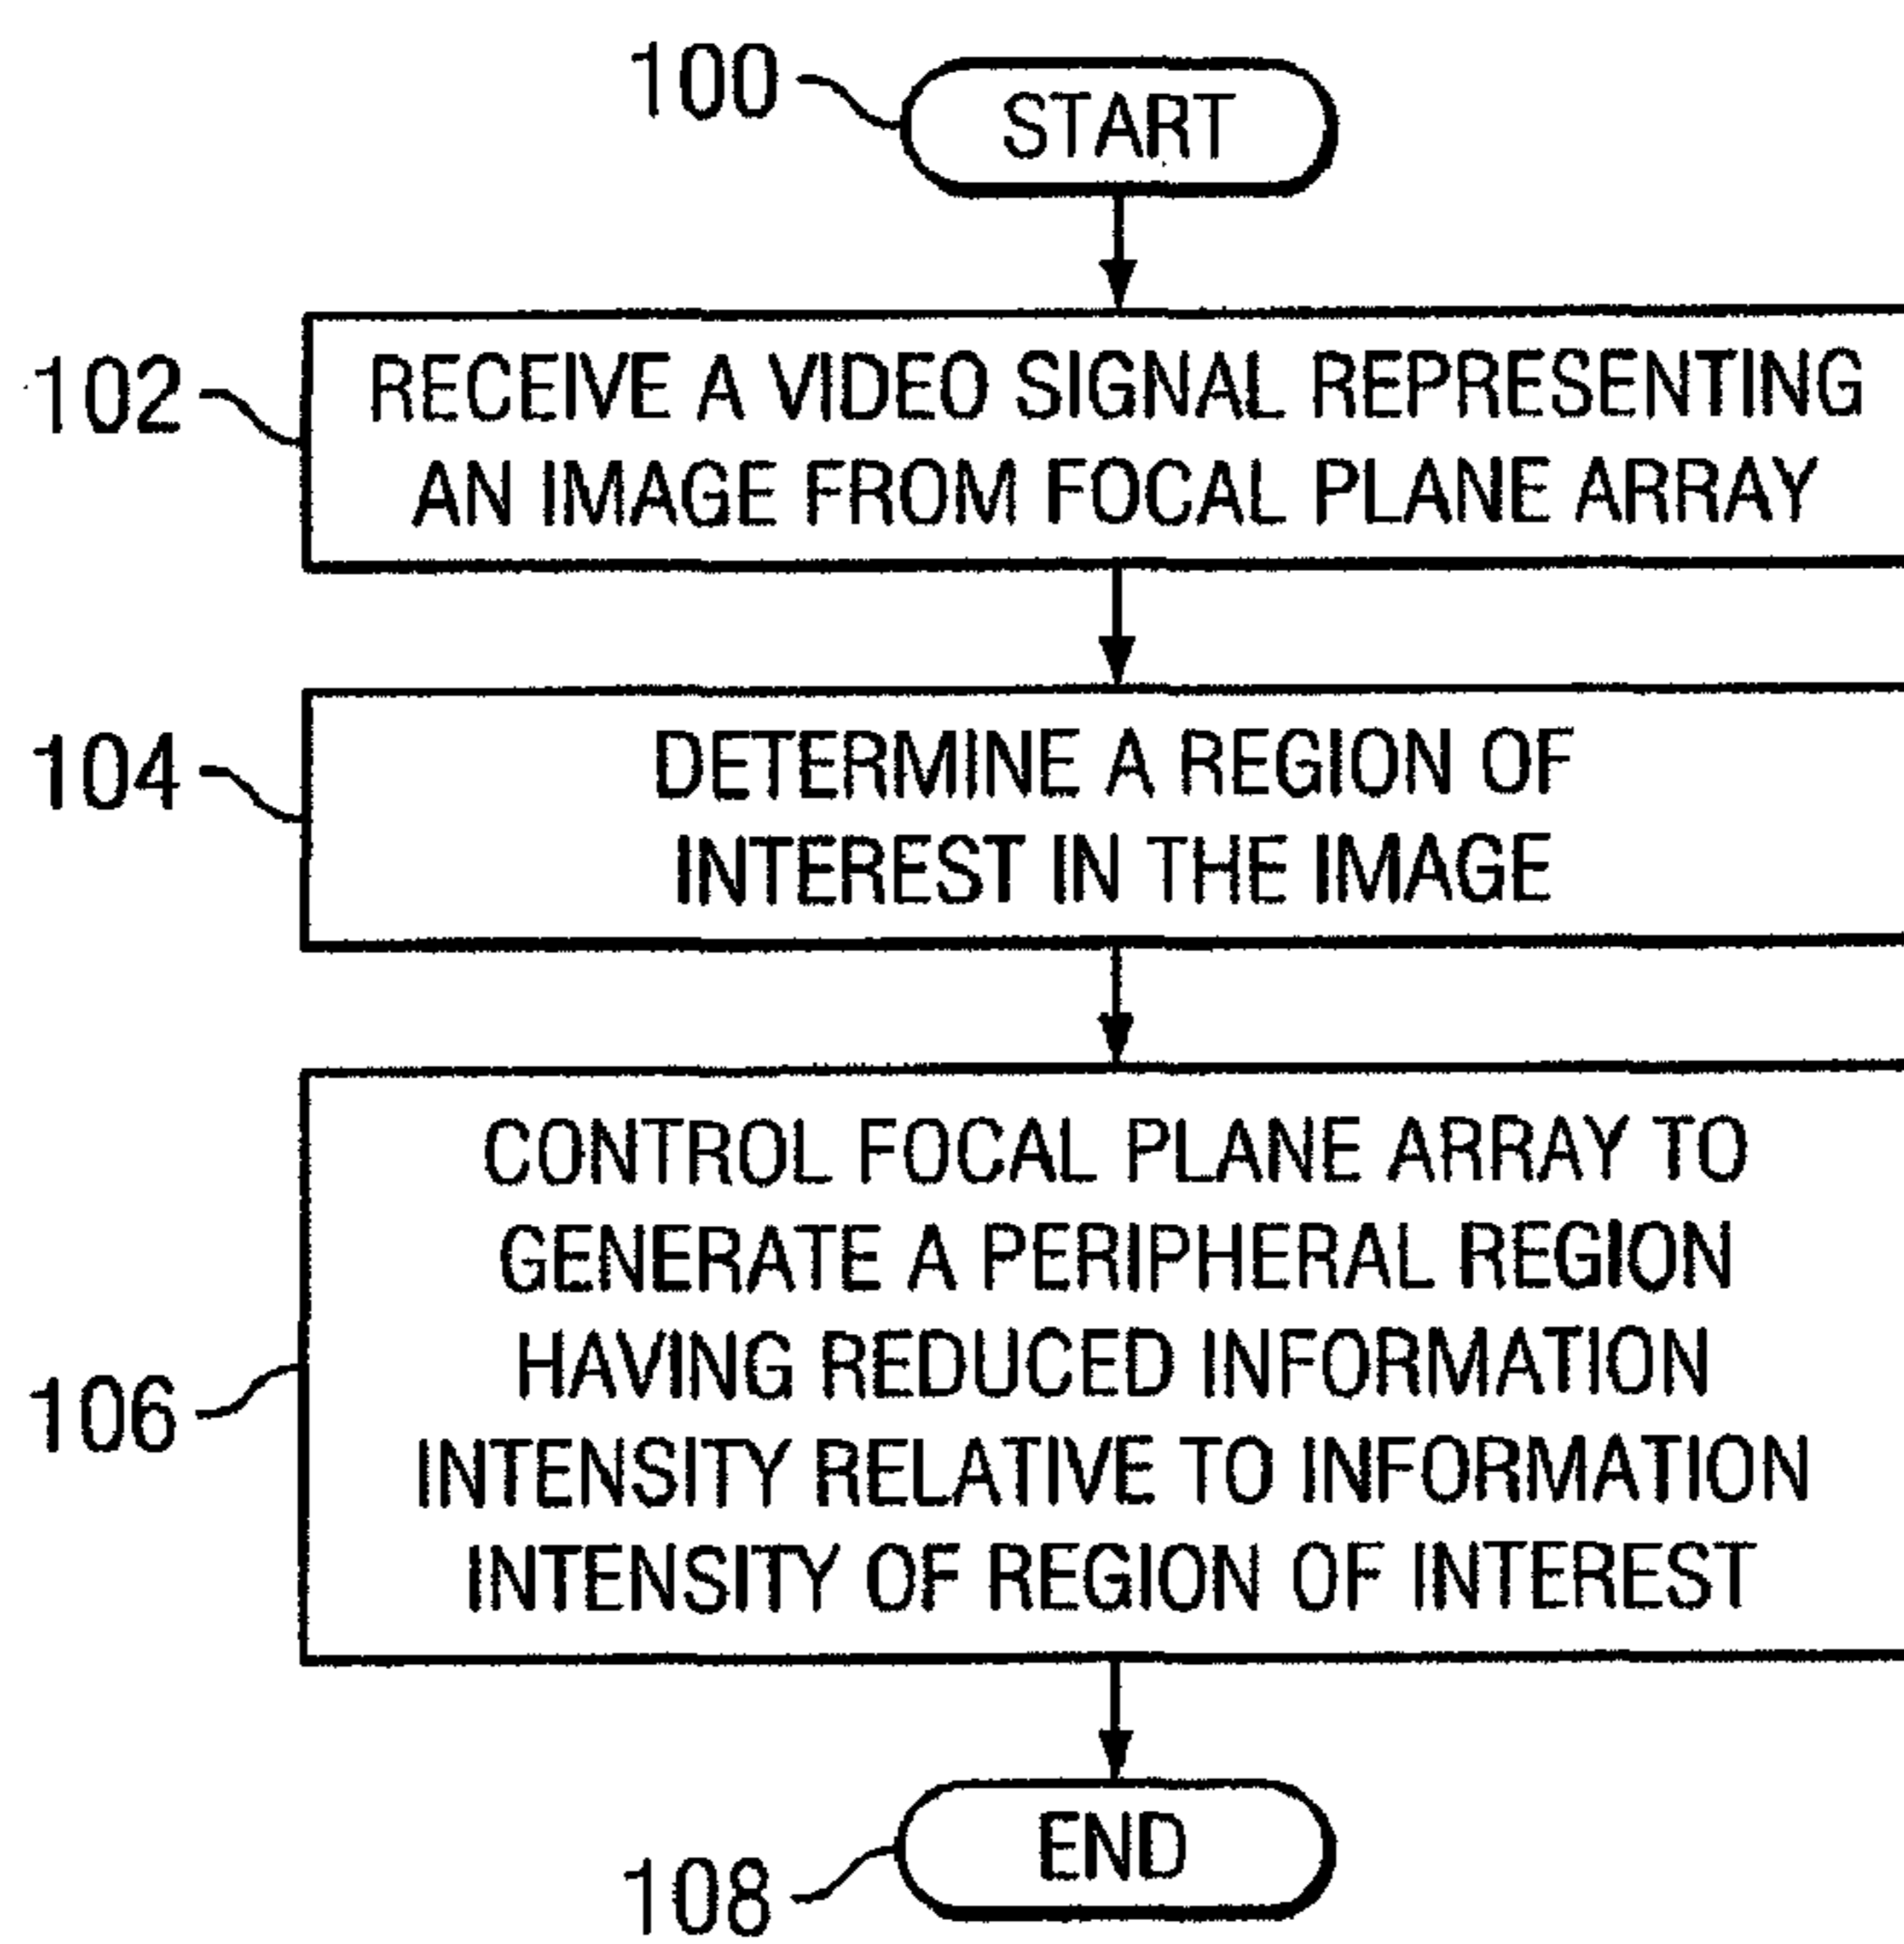 100
START
102
RECEIVE A VIDEO SIGNAL REPRESENTING
AN IMAGE FROM FOCAL PLANE ARRAY
104
DETERMINE A REGION OF
INTEREST IN THE IMAGE
106
CONTROL FOCAL PLANE ARRAY TO
GENERATE A PERIPHERAL REGION
HAVING REDUCED INFORMATION
INTENSITY RELATIVE TO INFORMATION
INTENSITY OF REGION OF INTEREST
108
END